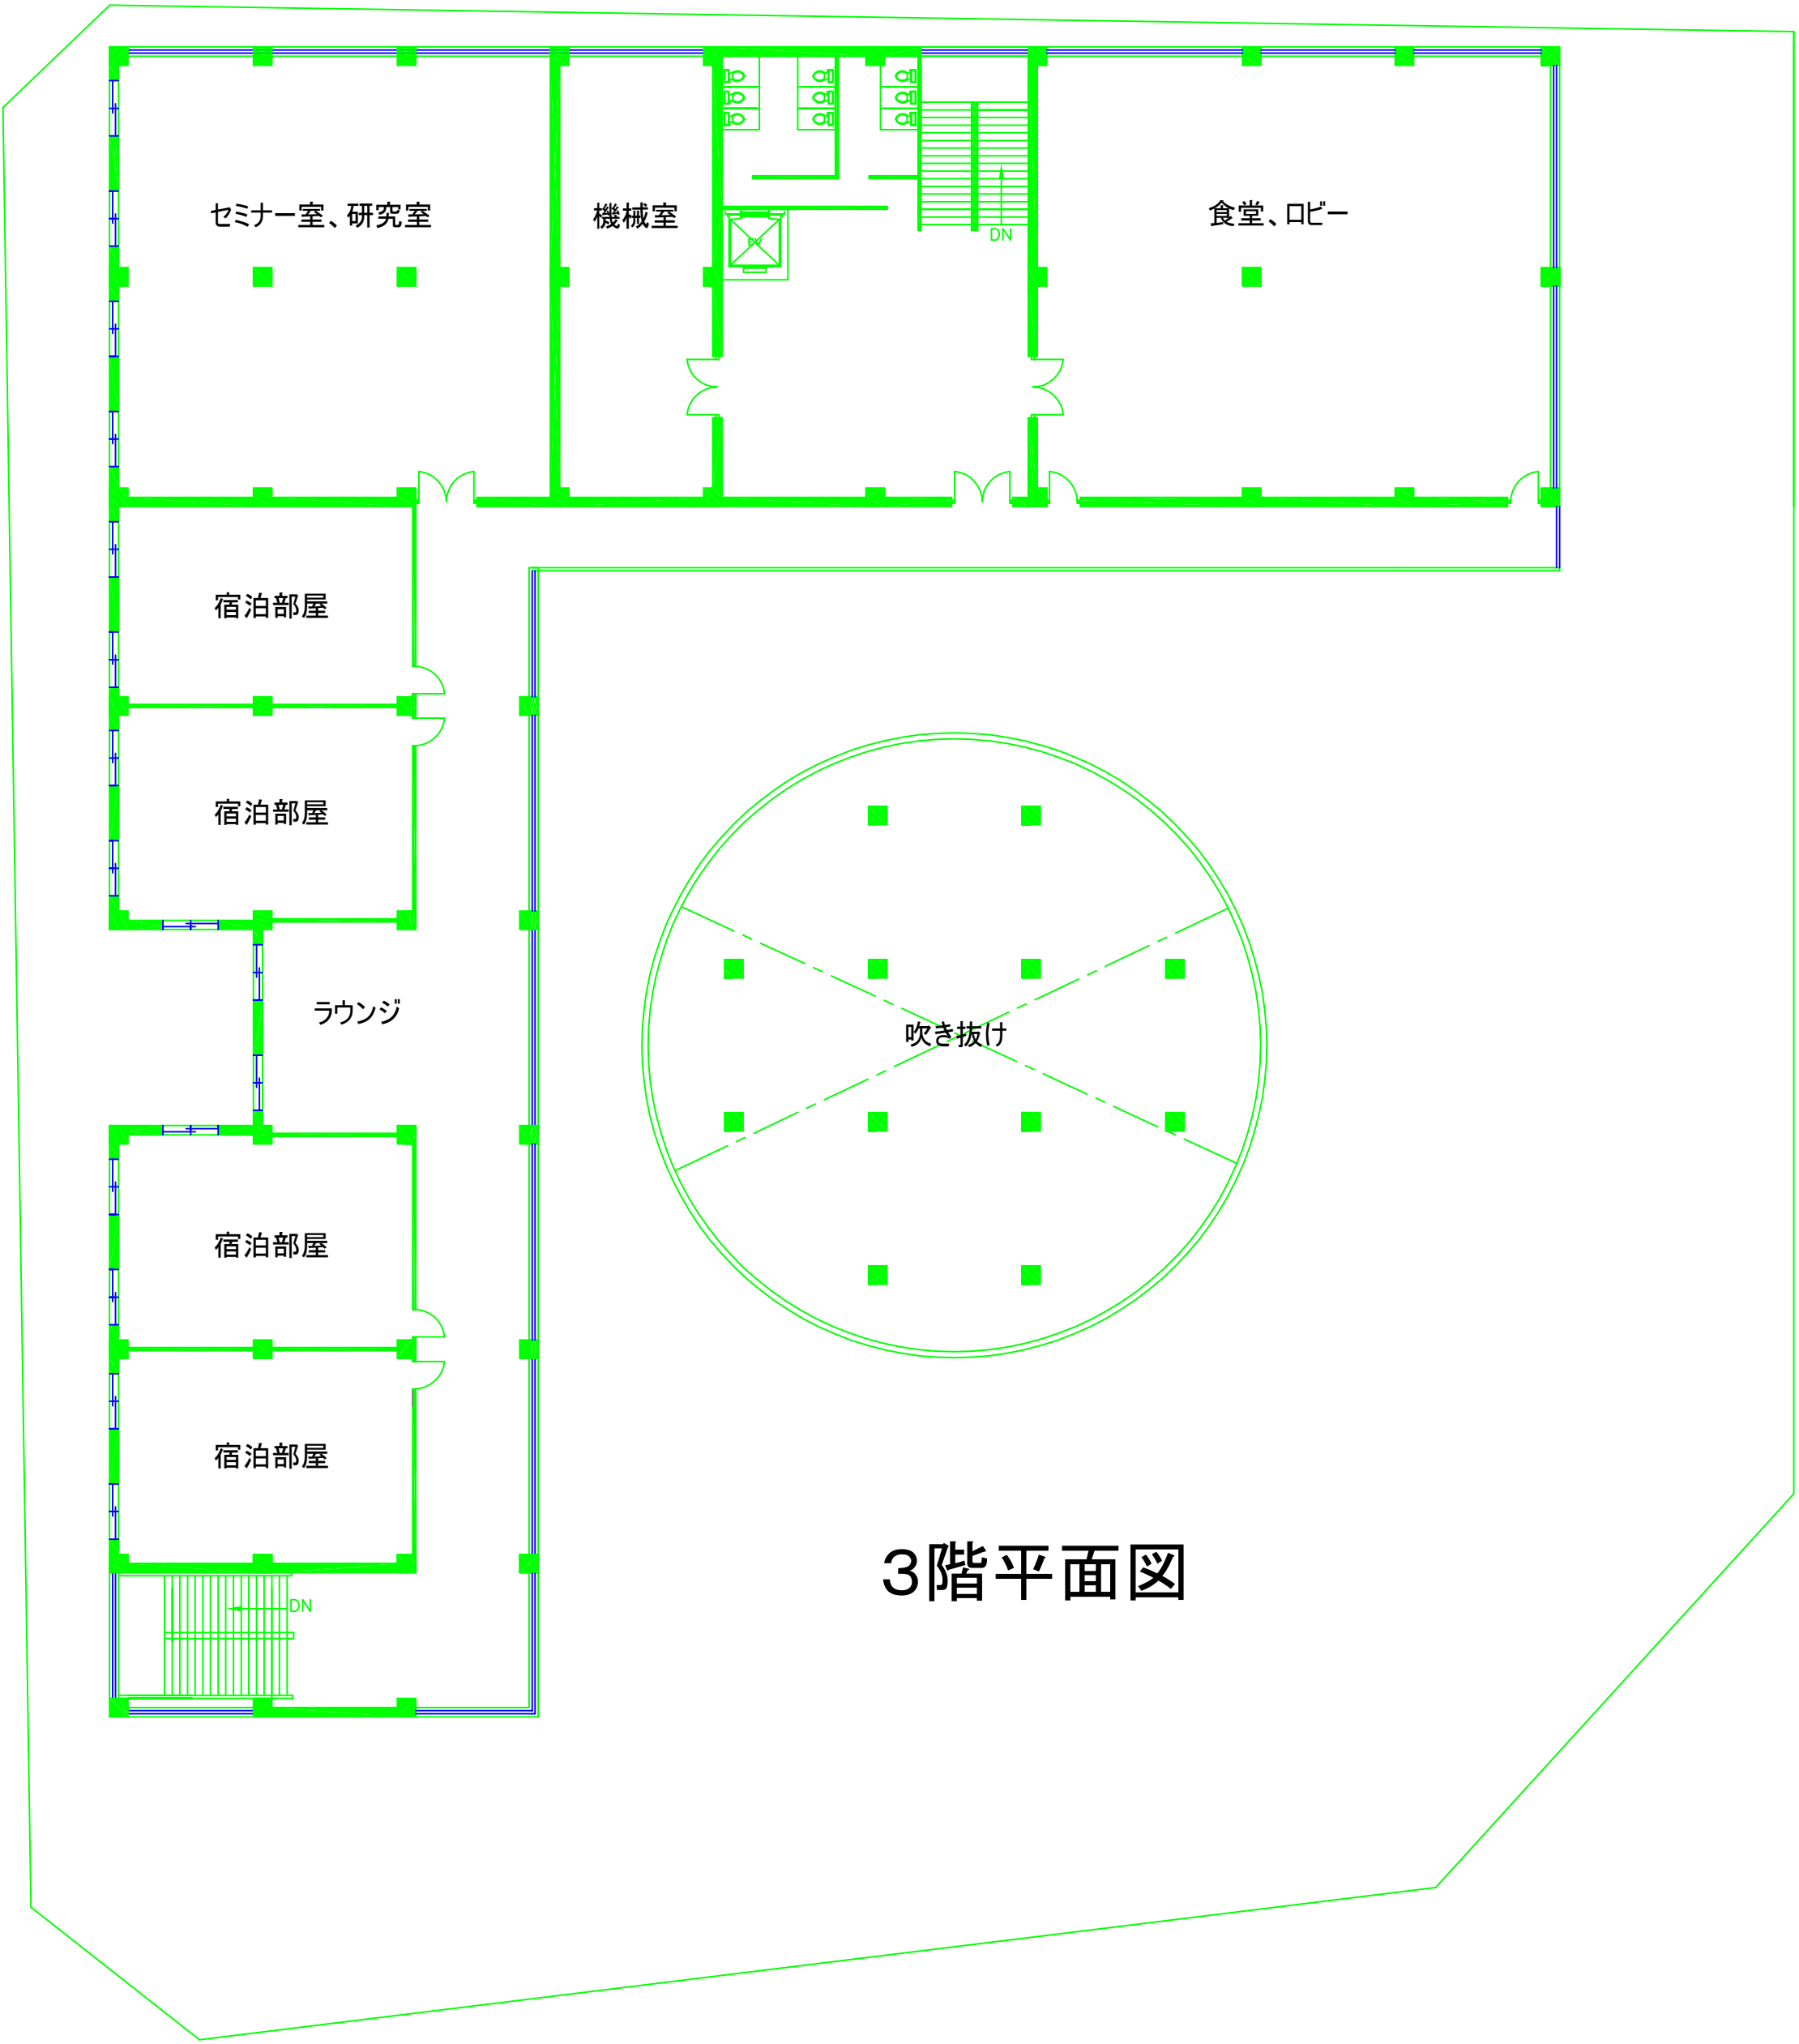 セミナー室、研究室
機械室
食堂、ロビー
EV
DN
宿泊部屋
宿泊部屋
ラウンジ
吹き抜け
宿泊部屋
宿泊部屋
3階平面図
DN